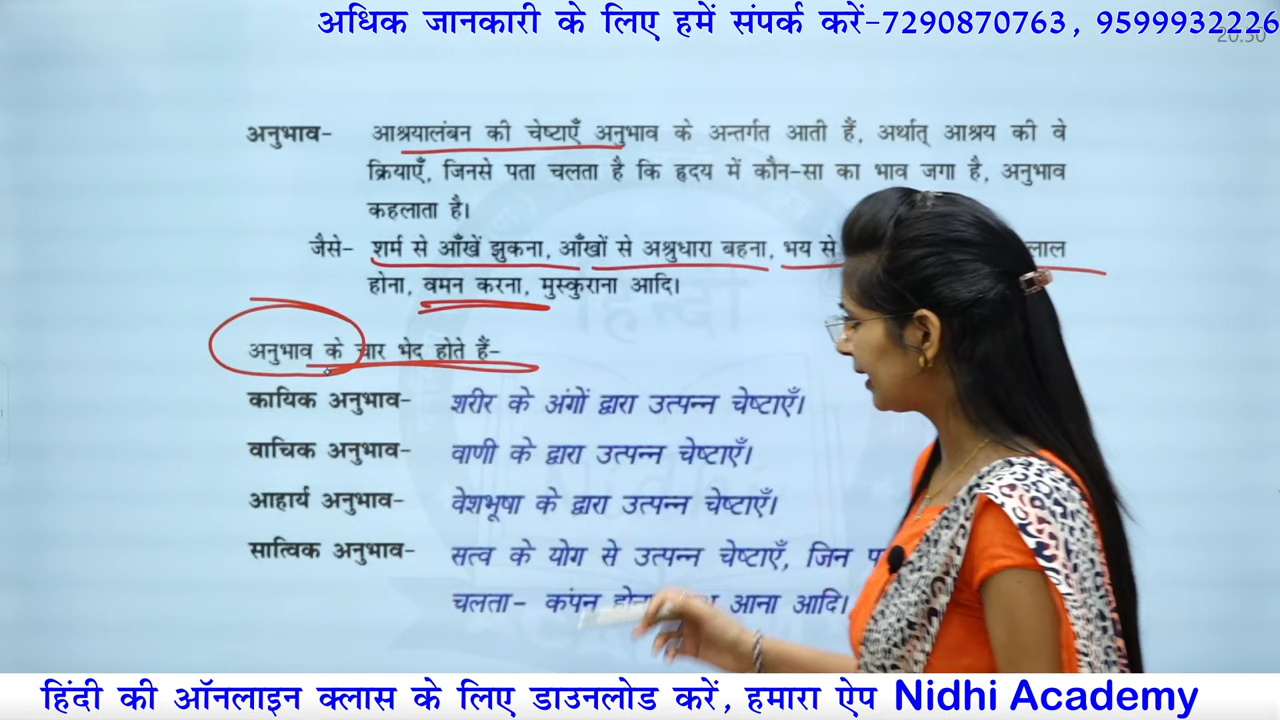 अधिक जानकारी के लिए हमें संपर्क करें-7290870763, 9599932226
20:30
अनुभाव- आश्रयालंबन की चेष्टाएँ अनुभाव के अन्तर्गत आती हैं, अर्थात् आश्रय की वे
क्रियाएँ, जिनसे पता चलता है कि हृदय में कौन-सा का भाव जगा है, अनुभाव
कहलाता है।
जैसे- शर्म से आँखें झुकना, आँखों से अश्रुधारा बहना, भय से लाल
होना, वमन करना, मुस्कुराना आदि।
हिन्दी
अनुभाव के चार भेद होते हैं-
कायिक अनुभाव- शरीर के अंगों द्वारा उत्पन्न चेष्टाएँ।
वाचिक अनुभाव- वाणी के द्वारा उत्पन्न चेष्टाएँ।
आहार्य अनुभाव- वेशभूषा के द्वारा उत्पन्न चेष्टाएँ।
सात्विक अनुभाव- सत्व के योग से उत्पन्न चेष्टाएँ, जिन
चलता- कंपन होना आना आदि।
हिंदी की ऑनलाइन क्लास के लिए डाउनलोड करें, हमारा ऐप Nidhi Academy